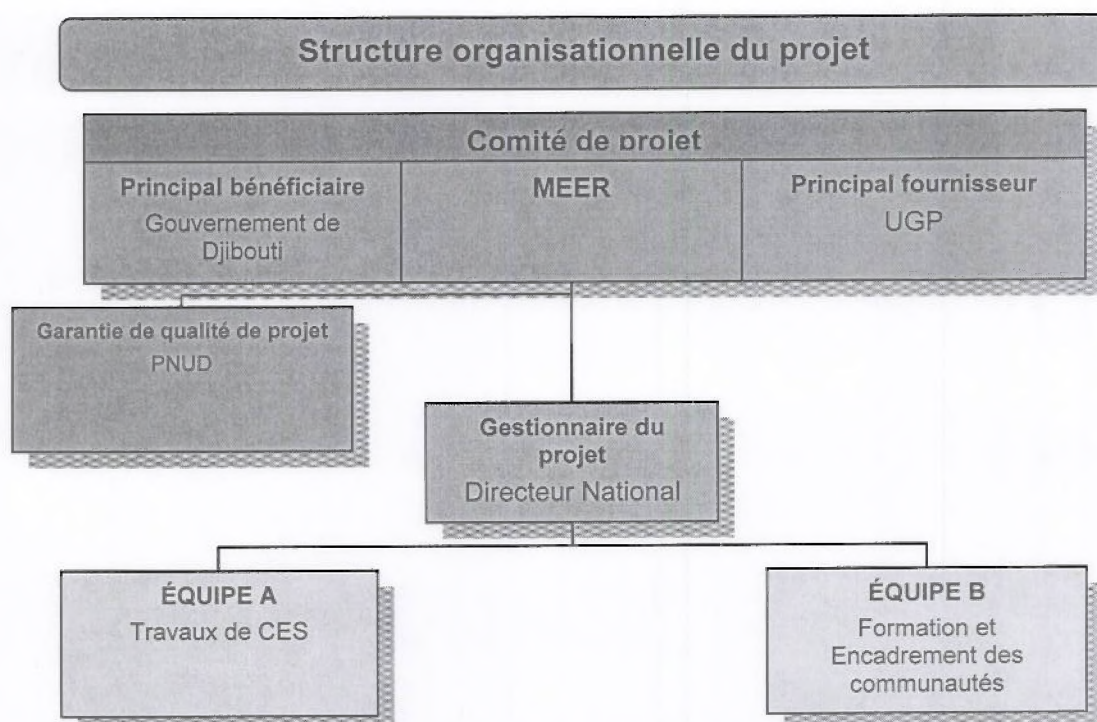 Structure organisationnelle du projet
Comité de projet
Principal bénéficiaire
Gouvernement de
Djibouti
MEER
Principal fournisseur
UGP
Garantie de qualité de projet
PNUD
Gestionnaire du
projet
Directeur National
ÉQUIPE A
Travaux de CES
ÉQUIPE B
Formation et
Encadrement des
communautés